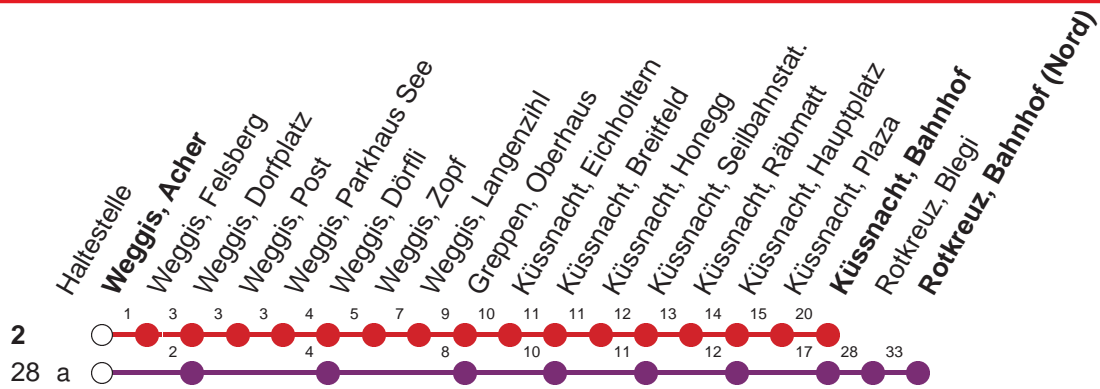 Haltestelle
Weggis, Acher
Weggis, Felsberg
Weggis, Dorfplatz
Weggis, Post
Weggis, Parkhaus See
Weggis, Dörfli
Weggis, Zopf
Weggis, Langenzihl
Greppen, Oberhaus
Küssnacht, Eichholtern
Küssnacht, Breitfeld
Küssnacht, Honegg
Küssnacht, Seilbahnstat.
Küssnacht, Räbmatt
Küssnacht, Hauptplatz
Küssnacht, Plaza
Küssnacht, Bahnhof
Rotkreuz, Blegi
Rotkreuz, Bahnhof (Nord)
2 1 3 3 3 4 5 7 9 10 11 11 12 13 14 15 20
28 a 2 4 8 10 11 12 17 28 33